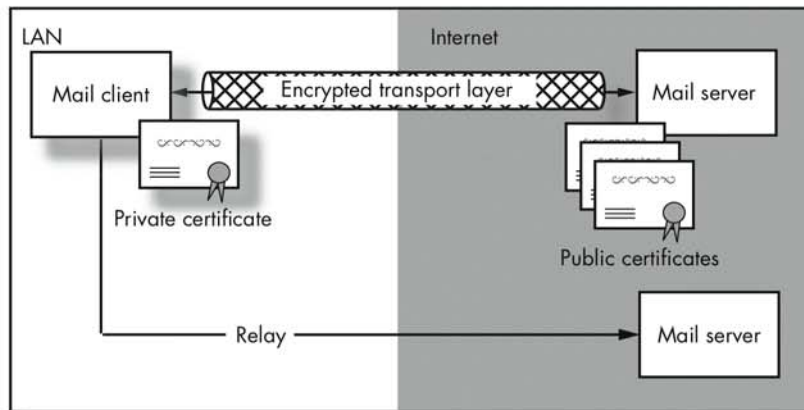 LAN
Internet
Mail client
Encrypted transport layer
Mail server
Private certificate
Public certificates
Relay
Mail server